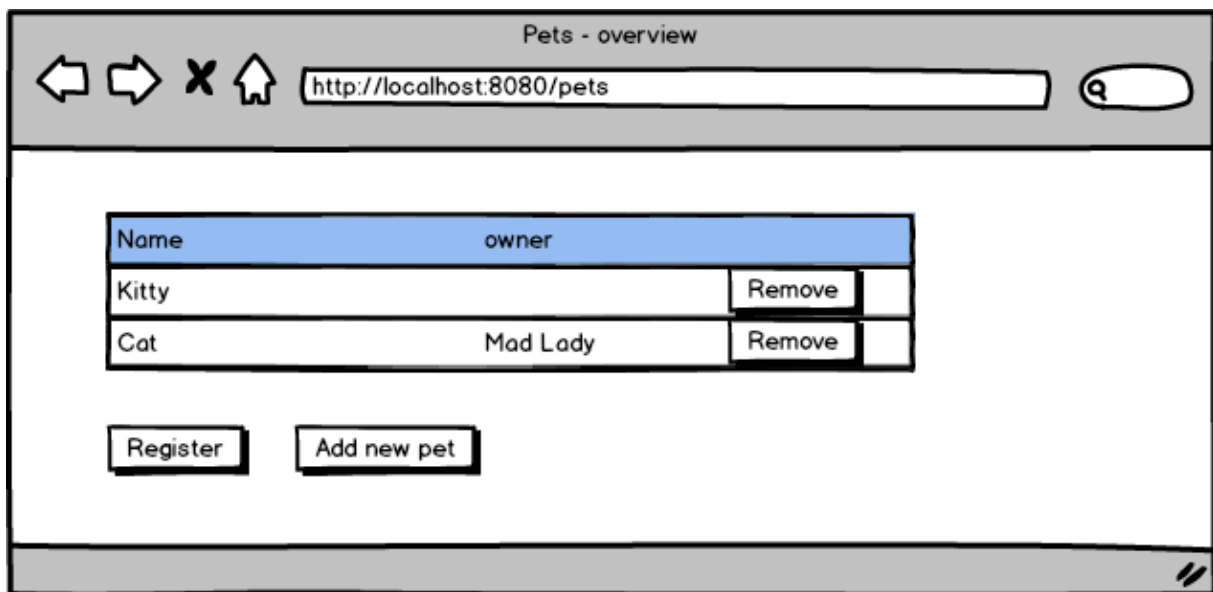 Pets - overview
http://localhost:8080/pets
Name owner
Kitty Remove
Cat Mad Lady Remove
Register Add new pet